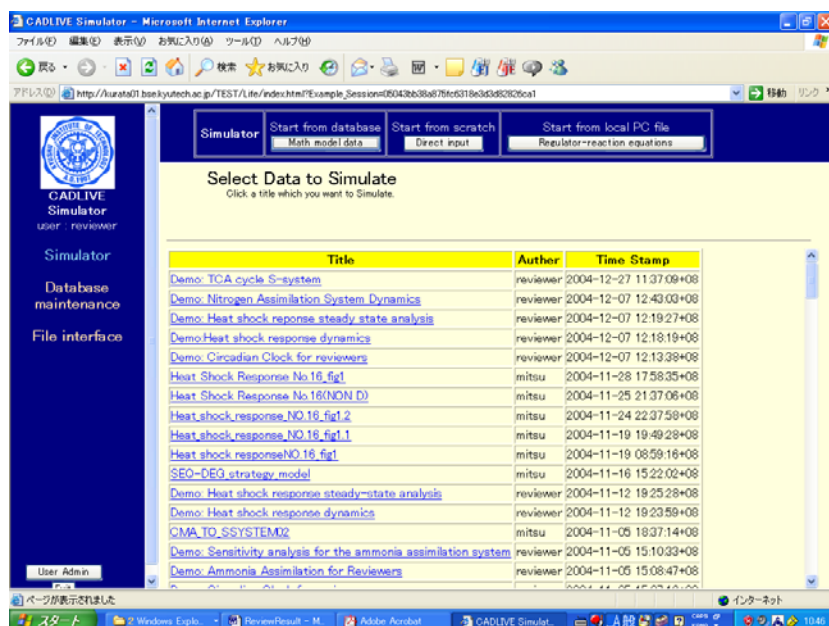 CADLIVE Simulator - Microsoft Internet Explorer
ファイル(F) 編集(E) 表示(V) お気に入り(A) ツール(T) ヘルプ(H)
戻る 検索 お気に入り
アドレス(D) http://kurata01.bse.kyutech.ac.jp/TEST/Life/index.html?Example_Session= 移動 リンク
Simulator Start from database Start from scratch Start from local PC file
Math model data Direct input Regulator-reaction equations
CADLIVE
Simulator
user : reviewer
Simulator
Database
maintenance
File interface
User Admin
Select Data to Simulate
Click a title which you want to Simulate.
Title Auther Time Stamp
Demo: TCA cycle S-system reviewer 2004-12-27 11:37:09+08
Demo: Nitrogen Assimilation System Dynamics reviewer 2004-12-07 12:43:03+08
Demo: Heat shock reponse steady state analysis reviewer 2004-12-07 12:19:27+08
Demo:Heat shock response dynamics reviewer 2004-12-07 12:18:19+08
Demo: Circadian Clock for reviewers reviewer 2004-12-07 12:13:38+08
Heat Shock Response No.16_fig1 mitsu 2004-11-28 17:58:35+08
Heat Shock Response No.16(NON D) mitsu 2004-11-25 21:37:06+08
Heat_shock_response_NO.16_fig1.2 mitsu 2004-11-24 22:37:58+08
Heat_shock_response_NO.16_fig1.1 mitsu 2004-11-19 19:49:28+08
Heat shock responseNO.16_fig1 mitsu 2004-11-19 08:59:16+08
SEO-DEG_strategy_model mitsu 2004-11-16 15:22:02+08
Demo: Heat shock response steady-state analysis reviewer 2004-11-12 19:25:28+08
Demo: Heat shock response dynamics reviewer 2004-11-12 19:23:59+08
CMA_TO_SSYSTEM02 mitsu 2004-11-05 18:37:14+08
Demo: Sensitivity analysis for the ammonia assimilation system reviewer 2004-11-05 15:10:33+08
Demo: Ammonia Assimilation for Reviewers reviewer 2004-11-05 15:08:47+08
ページが表示されました インターネット
スタート 2 Windows Explo... ReviewResult - M... Adobe Acrobat CADLIVE Simulat... A般 CAPS 10:46